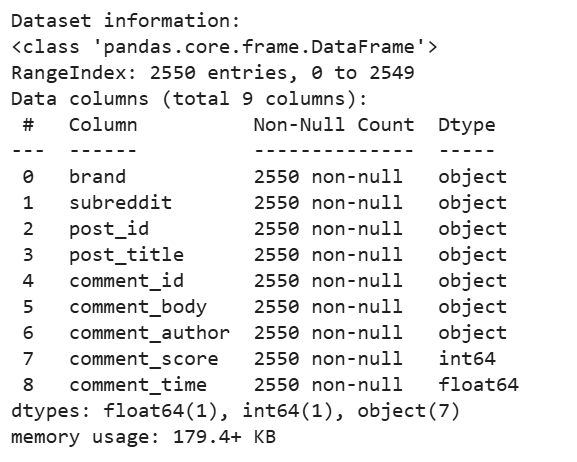 Dataset information:
<class 'pandas.core.frame.DataFrame'>
RangeIndex: 2550 entries, 0 to 2549
Data columns (total 9 columns):
 #   Column          Non-Null Count  Dtype
---  ------          --------------  -----
 0   brand           2550 non-null   object
 1   subreddit       2550 non-null   object
 2   post_id         2550 non-null   object
 3   post_title      2550 non-null   object
 4   comment_id      2550 non-null   object
 5   comment_body    2550 non-null   object
 6   comment_author  2550 non-null   object
 7   comment_score   2550 non-null   int64
 8   comment_time    2550 non-null   float64
dtypes: float64(1), int64(1), object(7)
memory usage: 179.4+ KB